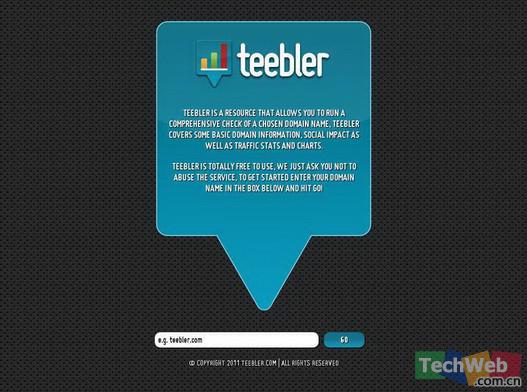 teebler
TEEBLER IS A RESOURCE THAT ALLOWS YOU TO RUN A
COMPREHENSIVE CHECK OF A CHOSEN DOMAIN NAME, TEEBLER
COVERS SOME BASIC DOMAIN INFORMATION, SOCIAL IMPACT AS
WELL AS TRAFFIC STATS AND CHARTS.
TEEBLER IS TOTALLY FREE TO USE, WE JUST ASK YOU NOT TO
ABUSE THE SERVICE, TO GET STARTED ENTER YOUR DOMAIN
NAME IN THE BOX BELOW AND HIT GO!
e.g. teebler.com
GO
© COPYRIGHT 2011 TEEBLER.COM | ALL RIGHTS RESERVED
TechWeb
.com.cn